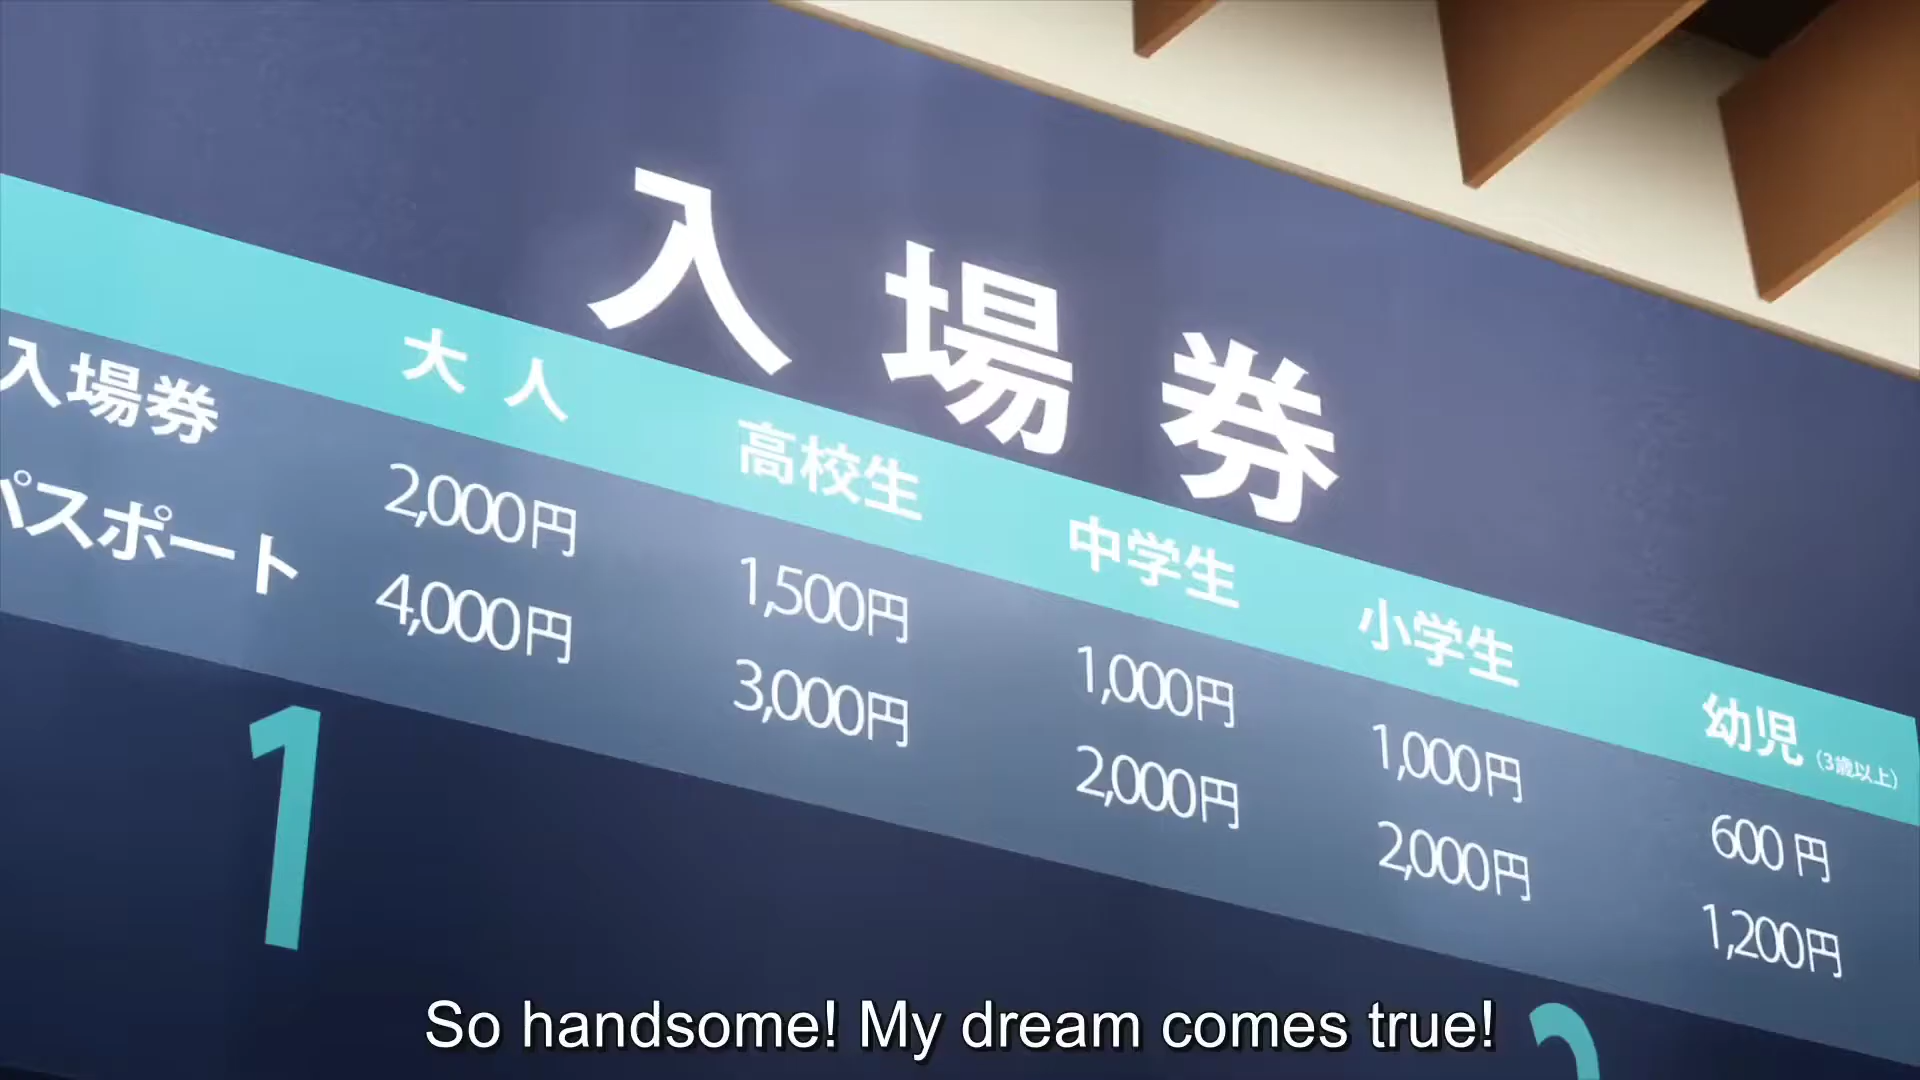 入場券
大人 高校生 中学生 小学生 幼児 (3歳以上)
入場券 2,000円 1,500円 1,000円 1,000円 600円
パスポート 4,000円 3,000円 2,000円 2,000円 1,200円
1
So handsome! My dream comes true!